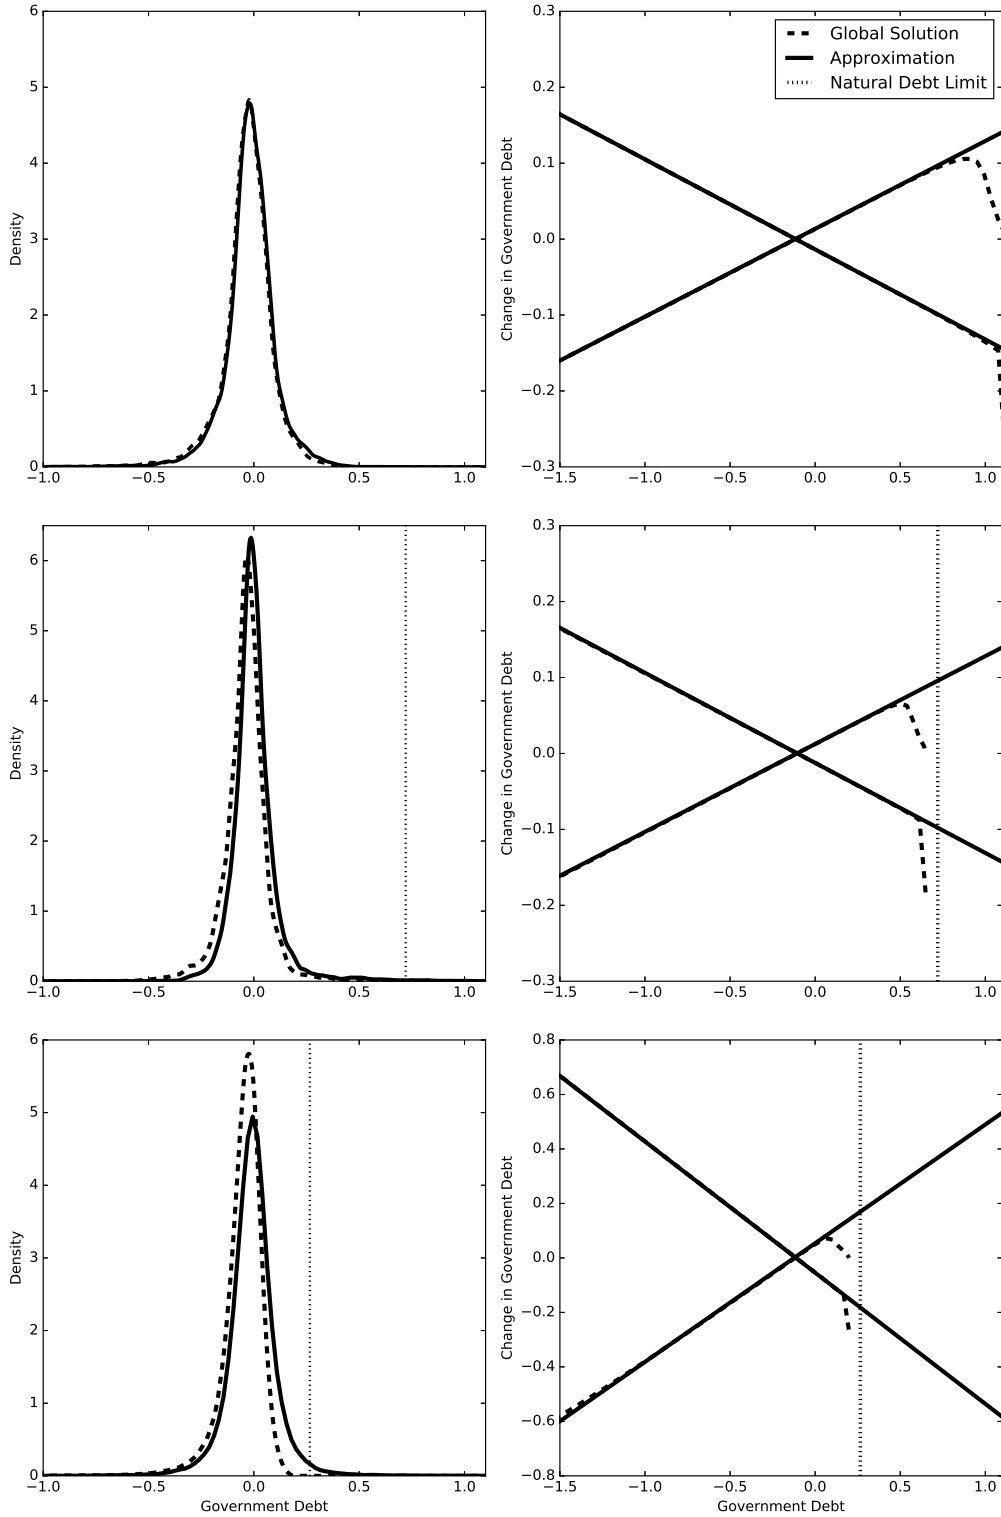 6
5
4
3
2
1
0
−1.0 −0.5 0.0 0.5 1.0
Density
0.3
0.2
0.1
0.0
−0.1
−0.2
−0.3
−1.5 −1.0 −0.5 0.0 0.5 1.0
Change in Government Debt
Global Solution
Approximation
Natural Debt Limit
6
5
4
3
2
1
0
−1.0 −0.5 0.0 0.5 1.0
Density
0.3
0.2
0.1
0.0
−0.1
−0.2
−0.3
−1.5 −1.0 −0.5 0.0 0.5 1.0
Change in Government Debt
6
5
4
3
2
1
0
−1.0 −0.5 0.0 0.5 1.0
Density
Government Debt
0.8
0.6
0.4
0.2
0.0
−0.2
−0.4
−0.6
−0.8
−1.5 −1.0 −0.5 0.0 0.5 1.0
Change in Government Debt
Government Debt